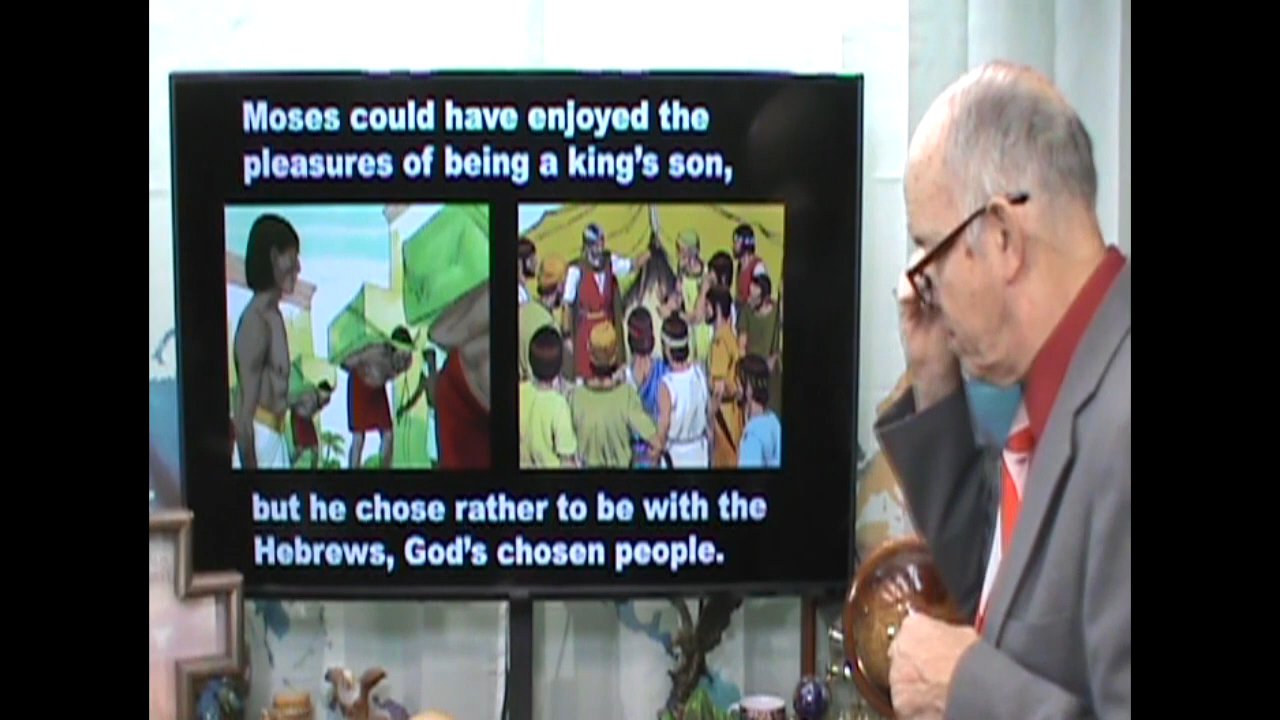 Moses could have enjoyed the
pleasures of being a king's son,
but he chose rather to be with the
Hebrews, God's chosen people.